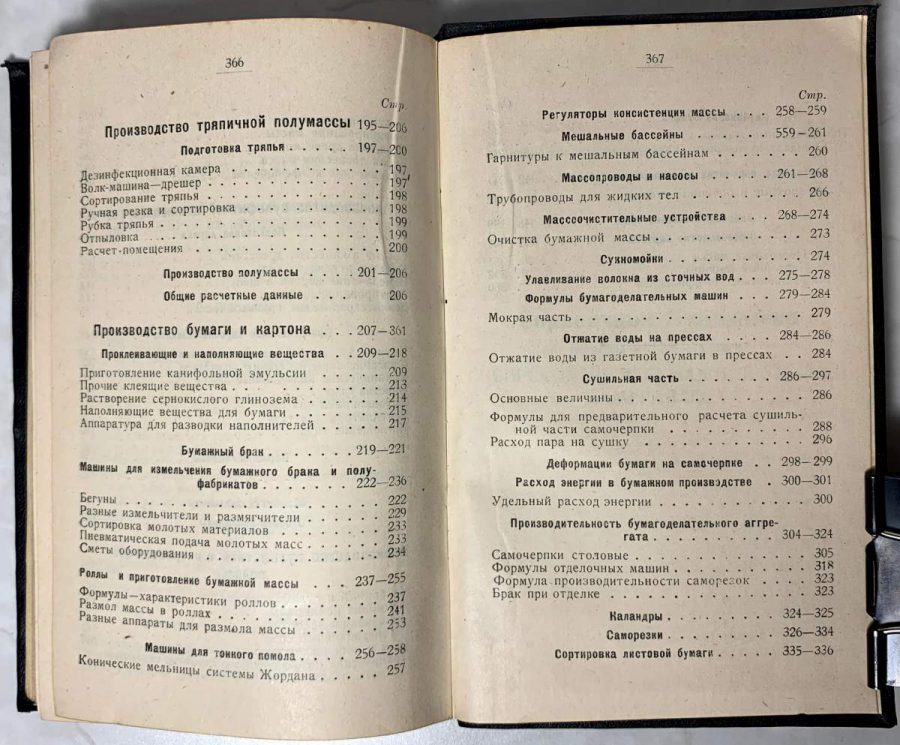 366
Стр.
Производство тряпичной полумассы 195—206
Подготовка тряпья . . . . . 197—200
Дезинфекционная камера . . . . . . . . . . . . 197
Волк-машина—дрешер . . . . . . . . . . . . . 197
Сортирование тряпья . . . . . . . . . . . . . 198
Ручная резка и сортировка . . . . . . . . . . . 198
Рубка тряпья . . . . . . . . . . . . . . . . 199
Отпыловка . . . . . . . . . . . . . . . . . 199
Расчет-помещения . . . . . . . . . . . . . . 200
Производство полумассы . . . . 201—206
Общие расчетные данные . . . 206
Производство бумаги и картона . . . 207—361
Проклеивающие и наполняющие вещества . . 209—218
Приготовление канифольной эмульсии . . . . . . 209
Прочие клеящие вещества . . . . . . . . . . . 213
Растворение сернокислого глинозема . . . . . . . 214
Наполняющие вещества для бумаги . . . . . . . 215
Аппаратура для разводки наполнителей . . . . . . 217
Бумажный брак . . . . . . . 219—221
Машины для измельчения бумажного брака и полу-
фабрикатов . . . . . . . . 222—236
Бегуны . . . . . . . . . . . . . . . . . . 222
Разные измельчители и размягчители . . . . . . . 229
Сортировка молотых материалов . . . . . . . . 233
Пневматическая подача молотых масс . . . . . . 233
Сметы оборудования . . . . . . . . . . . . . 234
Роллы и приготовление бумажной массы . . . 237—255
Формулы—характеристики роллов . . . . . . . . 237
Размол массы в роллах . . . . . . . . . . . . 241
Разные аппараты для размола массы . . . . . . . 253
Машины для тонкого помола . . . . . 256—258
Конические мельницы системы Жордана . . . . . . 257
367
Стр.
Регуляторы консистенции массы . . . 258—259
Мешальные бассейны . . . . . . 559-261
Гарнитуры к мешальным бассейнам . . . . . . . 260
Массопроводы и насосы . . . . . 261—268
Трубопроводы для жидких тел . . . . . . . . . 266
Массоочистительные устройства . . . 268—274
Очистка бумажной массы . . . . . . . . . . . 273
Сукномойки . . . . . . . . . . 274
Улавливание волокна из сточных вод . . . 275—278
Формулы бумагоделательных машин . . . 279—284
Мокрая часть . . . . . . . . . . . . . . . . 279
Отжатие воды на прессах . . . . 284—286
Отжатие воды из газетной бумаги в прессах . . . 284
Сушильная часть . . . . . . . 286—297
Основные величины . . . . . . . . . . . . . 286
Формулы для предварительного расчета сушиль-
ной части самочерпки . . . . . . . . . . . . 288
Расход пара на сушку . . . . . . . . . . . . 296
Деформации бумаги на самочерпке . . 298—299
Расход энергии в бумажном производстве . 300—301
Удельный расход энергии . . . . . . . . . . . 300
Производительность бумагоделательного аггре-
гата . . . . . . . . . . 304—324
Самочерпки столовые . . . . . . . . . . . . . 305
Формулы отделочных машин . . . . . . . . . . 318
Формула производительности саморезок . . . . . 323
Брак при отделке . . . . . . . . . . . . . . 323
Каландры . . . . . . . . . 324—325
Саморезки . . . . . . . . . 326—334
Сортировка листовой бумаги . . . . . 335—336